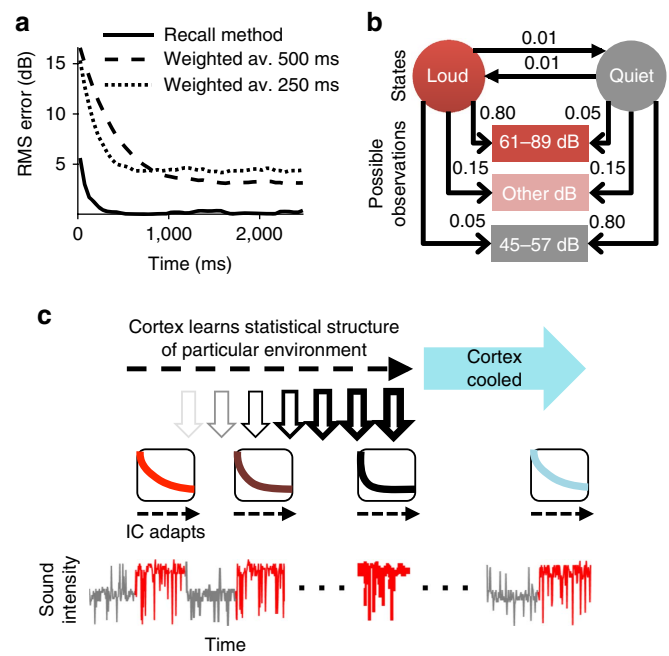 a
Recall method
Weighted av. 500 ms
Weighted av. 250 ms
RMS error (dB)
15
10
5
1,000
2,000
Time (ms)
b
States
Loud
Quiet
0.01
0.01
Possible
observations
0.80
0.05
61–89 dB
0.15
0.15
Other dB
0.05
0.80
45–57 dB
c
Cortex learns statistical structure
of particular environment
Cortex
cooled
IC adapts
Sound
intensity
Time